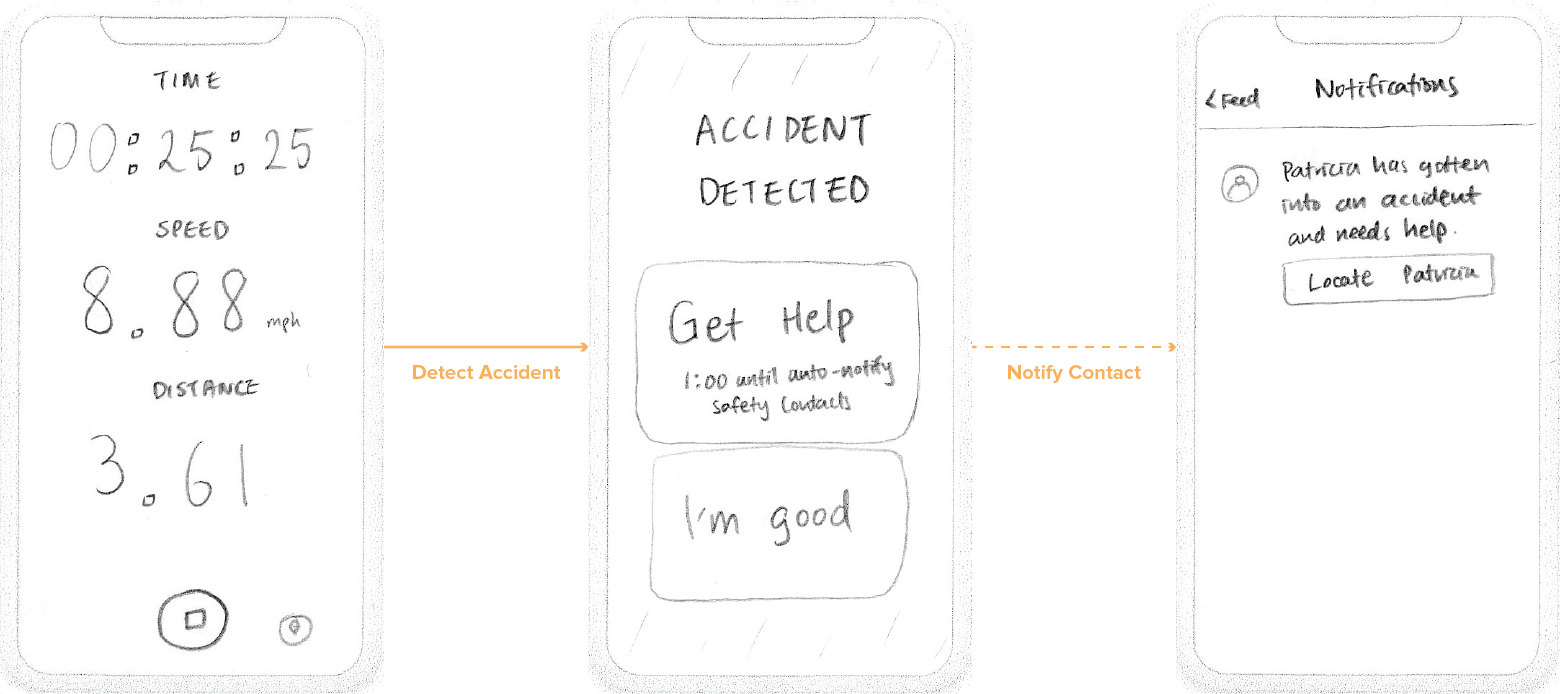 TIME
00:25:25
SPEED
8.88 mph
DISTANCE
3.61
Detect Accident
ACCIDENT
DETECTED
Get Help
1:00 until auto-notify
safety contacts
I'm good
Notify Contact
< Feed
Notifications
Patricia has gotten
into an accident
and needs help.
Locate Patricia